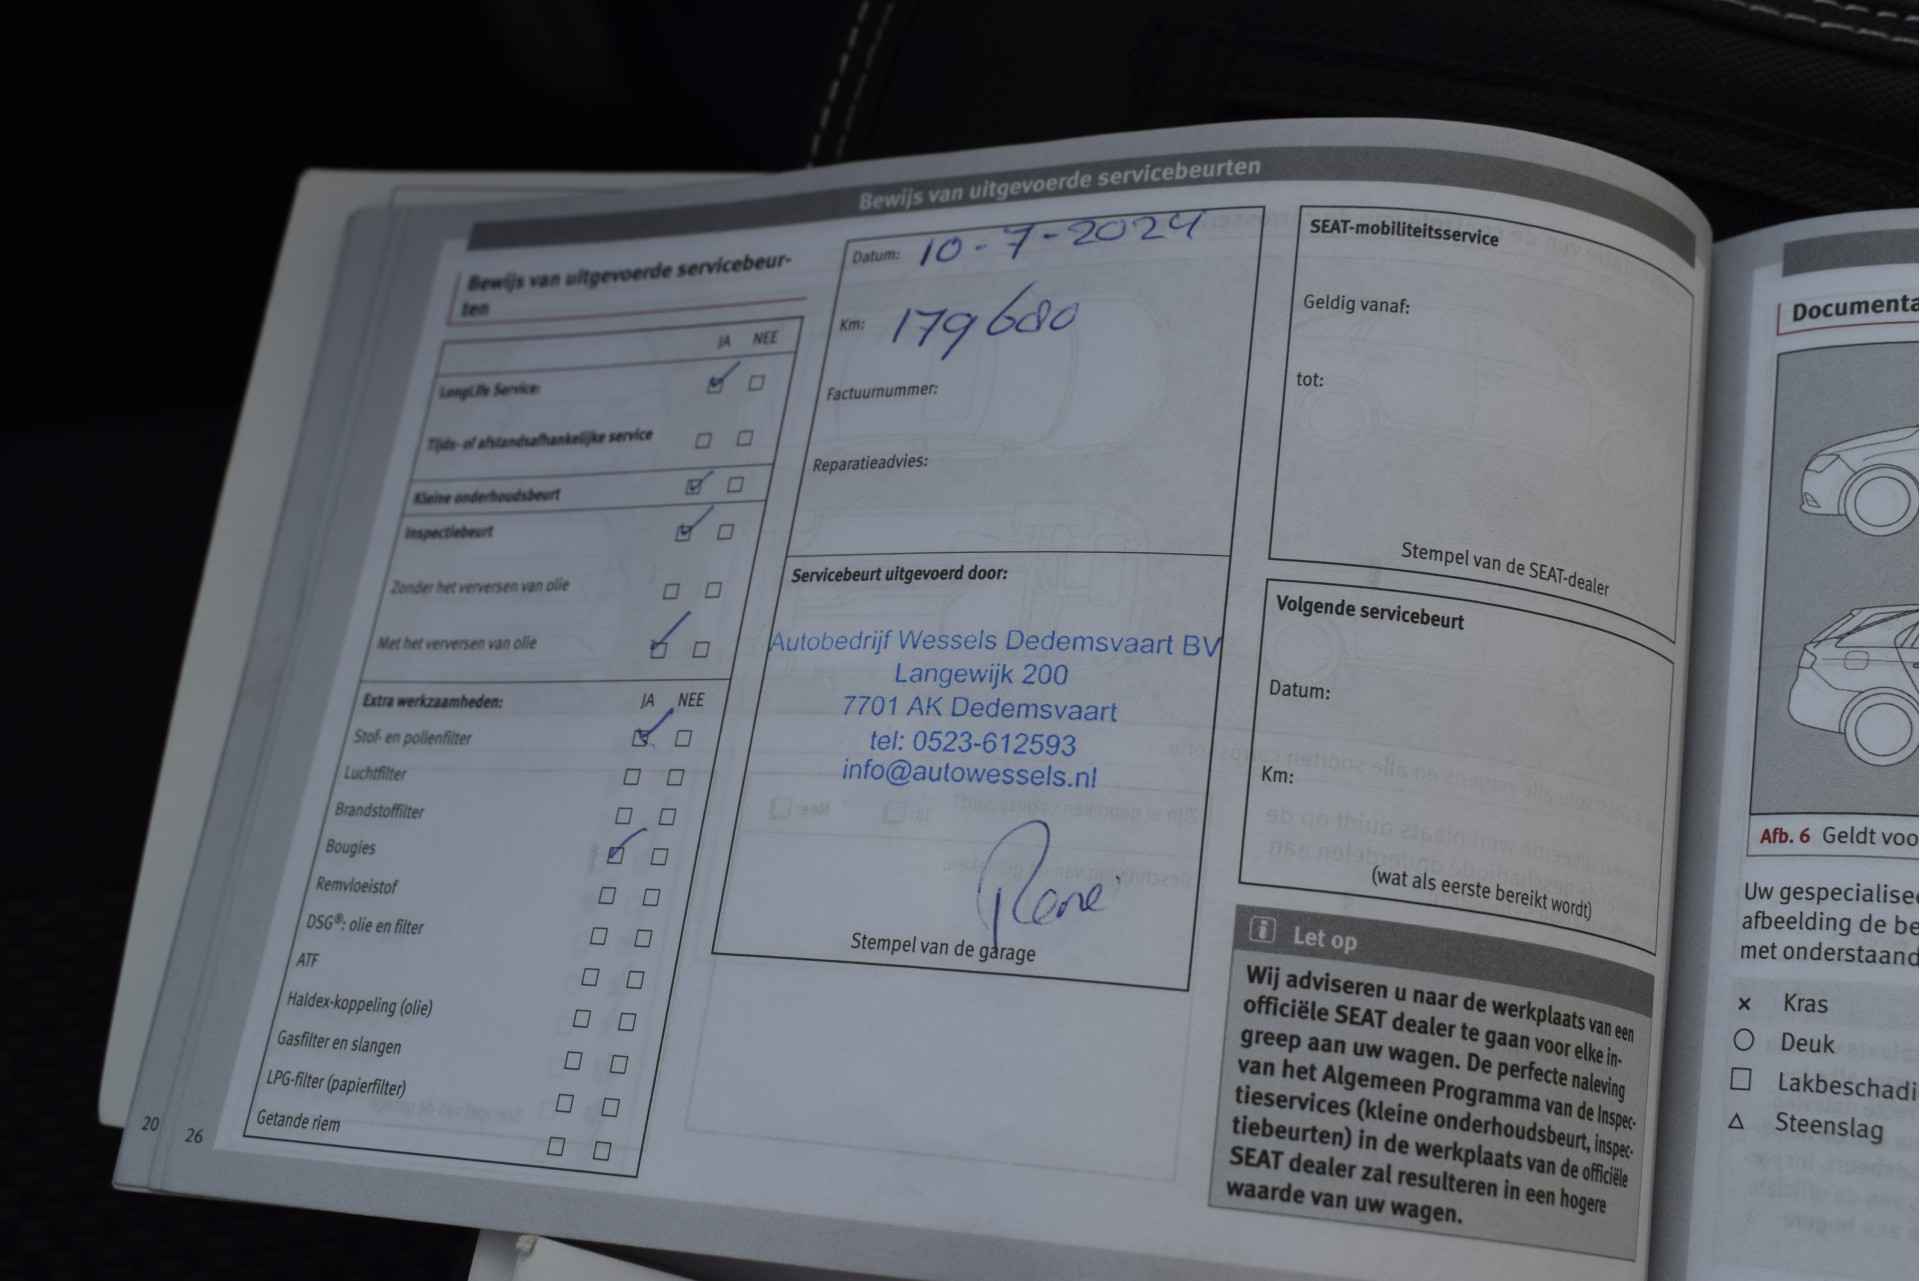 Bewijs van uitgevoerde servicebeurten
Bewijs van uitgevoerde servicebeur-
ten
JA NEE
LongLife Service:
Tijds- of afstandsafhankelijke service
Kleine onderhoudsbeurt
Inspectiebeurt
Zonder het verversen van olie
Met het verversen van olie
Extra werkzaamheden: JA NEE
Stof- en pollenfilter
Luchtfilter
Brandstoffilter
Bougies
Remvloeistof
DSG®: olie en filter
ATF
Haldex-koppeling (olie)
Gasfilter en slangen
LPG-filter (papierfilter)
Getande riem
20 26
Datum: 10-7-2024
Km: 179680
Factuurnummer:
Reparatieadvies:
Servicebeurt uitgevoerd door:
Autobedrijf Wessels Dedemsvaart BV
Langewijk 200
7701 AK Dedemsvaart
tel: 0523-612593
info@autowessels.nl
René
Stempel van de garage
SEAT-mobiliteitsservice
Geldig vanaf:
tot:
Stempel van de SEAT-dealer
Volgende servicebeurt
Datum:
Km:
(wat als eerste bereikt wordt)
Let op
Wij adviseren u naar de werkplaats van een
officiële SEAT dealer te gaan voor elke in-
greep aan uw wagen. De perfecte naleving
van het Algemeen Programma van de Inspec-
tieservices (kleine onderhoudsbeurt, inspec-
tiebeurten) in de werkplaats van de officiële
SEAT dealer zal resulteren in een hogere
waarde van uw wagen.
Documenta
Afb. 6 Geldt voo
Uw gespecialisee
afbeelding de be
met onderstaand
Kras
Deuk
Lakbeschadi
Steenslag